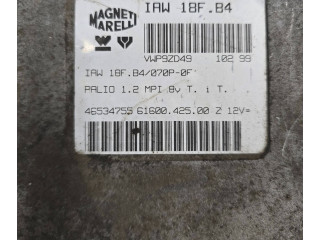 MAGNETI
MARELLI
IAW 18F.B4
VWP9ZD49 102 99
IAW 18F.B4/070P-0F
PALIO 1.2 MPI 8v T. i T.
46534755 61600.425.00 Z 12V=